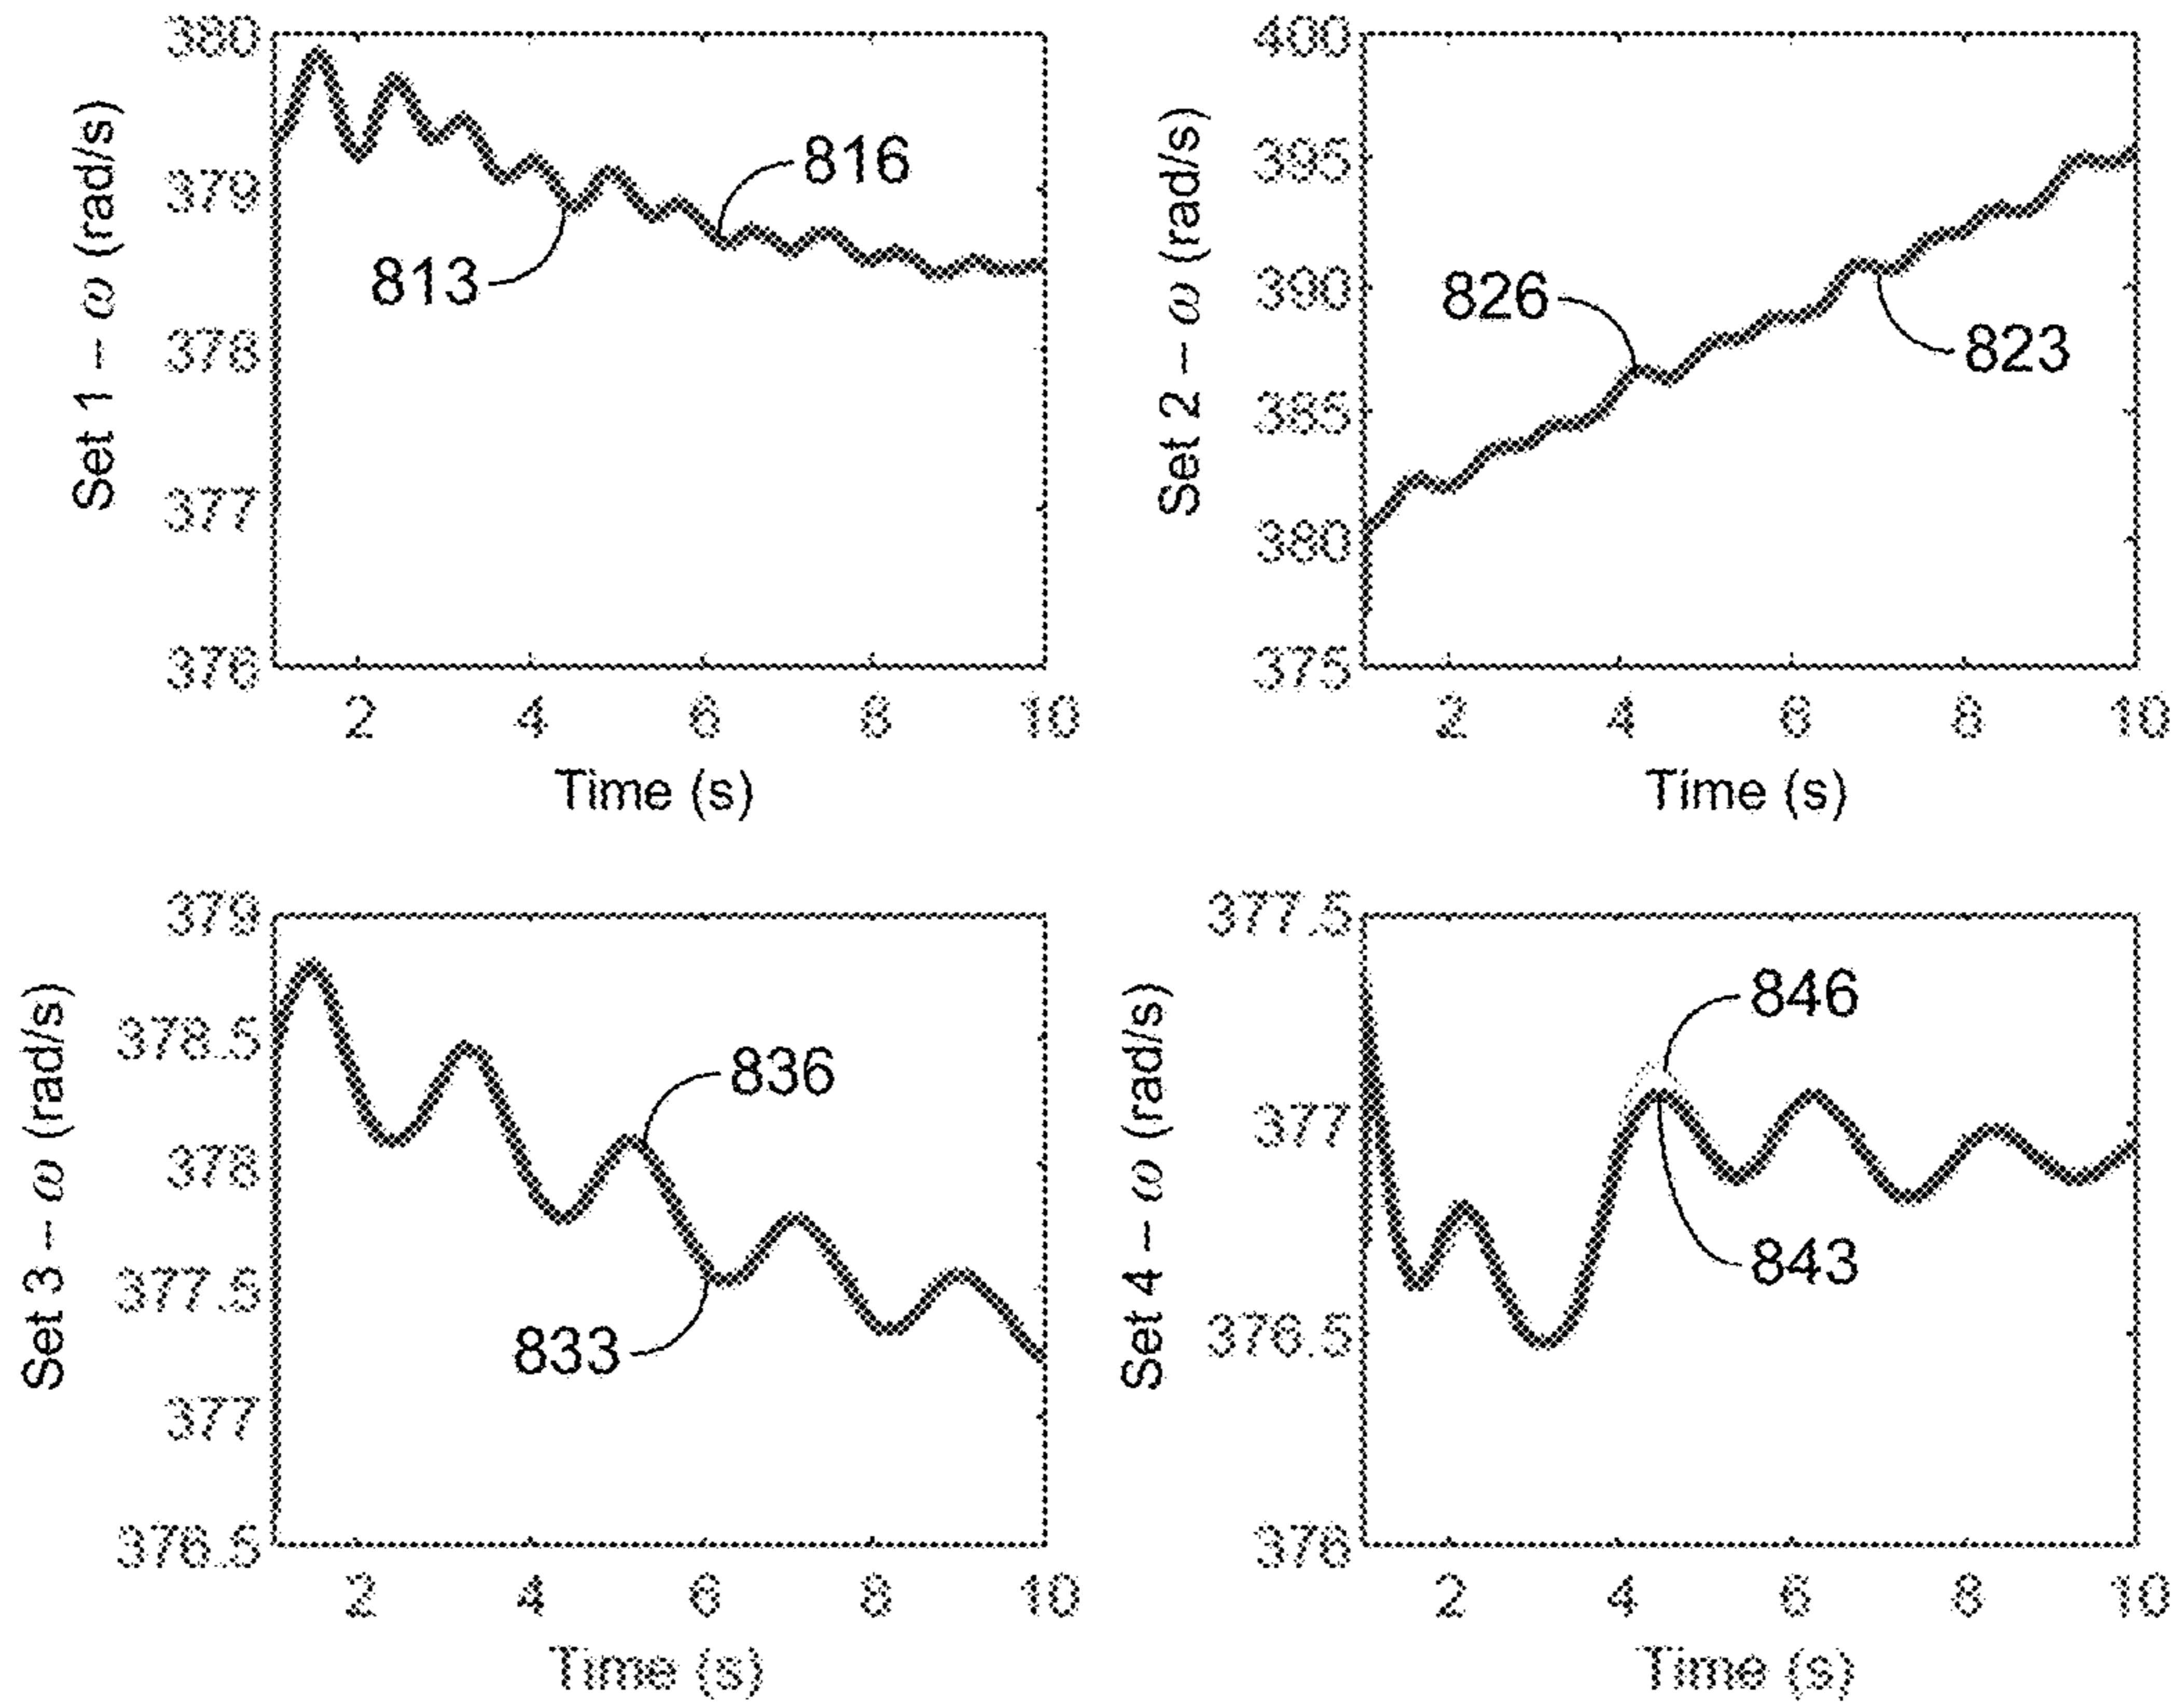 380
379
378
377
376
Set 1 – ω (rad/s)
813
816
2 4 6 8 10
Time (s)
400
395
390
385
380
375
Set 2 – ω (rad/s)
826
823
2 4 6 8 10
Time (s)
379
378.5
378
377.5
377
376.5
Set 3 – ω (rad/s)
836
833
2 4 6 8 10
Time (s)
377.5
377
376.5
376
Set 4 – ω (rad/s)
846
843
2 4 6 8 10
Time (s)